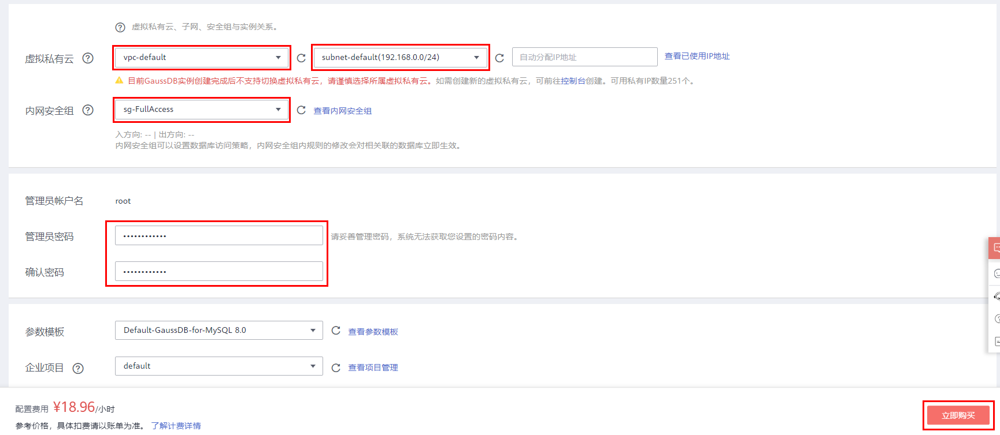 虚拟私有云、子网、安全组与实例关系。
虚拟私有云 vpc-default subnet-default(192.168.0.0/24) 自动分配IP地址 查看已使用IP地址
目前GaussDB实例创建完成后不支持切换虚拟私有云，请谨慎选择所属虚拟私有云。如需创建新的虚拟私有云，可前往控制台创建。可用私有IP数量251个。
内网安全组 sg-FullAccess 查看内网安全组
入方向: -- | 出方向: --
内网安全组可以设置数据库访问策略，内网安全组内规则的修改会对相关联的数据库立即生效。
管理员帐户名 root
管理员密码 •••••••••••• 请妥善管理密码，系统无法获取您设置的密码内容。
确认密码 ••••••••••••
参数模板 Default-GaussDB-for-MySQL 8.0 查看参数模板
企业项目 default 查看项目管理
配置费用 ¥18.96/小时
立即购买
参考价格，具体扣费请以账单为准。 了解计费详情